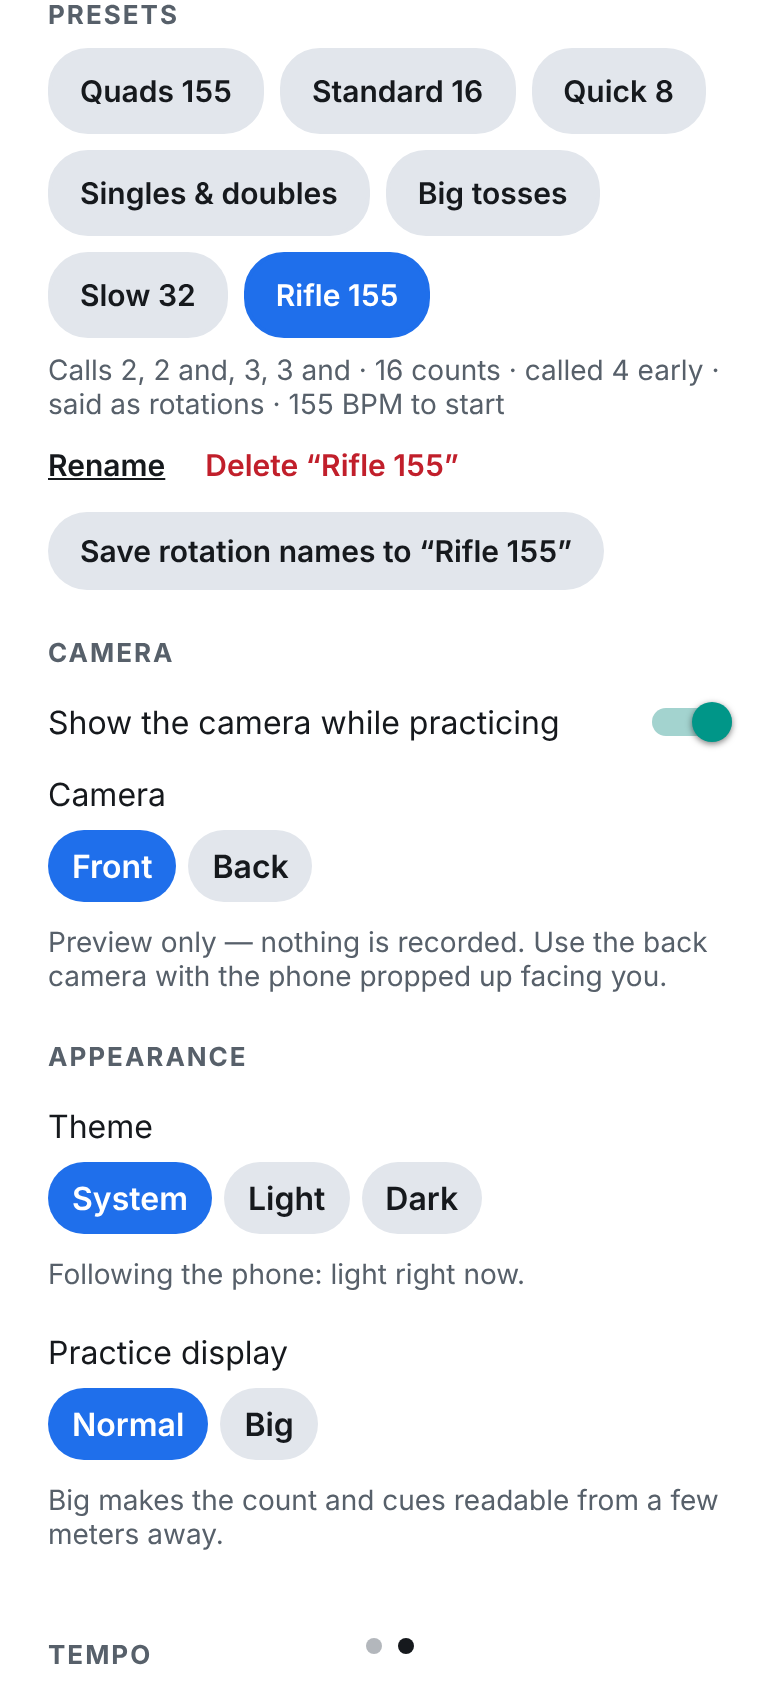 PRESETS
Quads 155
Standard 16
Quick 8
Singles & doubles
Big tosses
Slow 32
Rifle 155
Calls 2, 2 and, 3, 3 and · 16 counts · called 4 early ·
said as rotations · 155 BPM to start
Rename
Delete “Rifle 155”
Save rotation names to “Rifle 155”
CAMERA
Show the camera while practicing
Camera
Front
Back
Preview only — nothing is recorded. Use the back
camera with the phone propped up facing you.
APPEARANCE
Theme
System
Light
Dark
Following the phone: light right now.
Practice display
Normal
Big
Big makes the count and cues readable from a few
meters away.
TEMPO